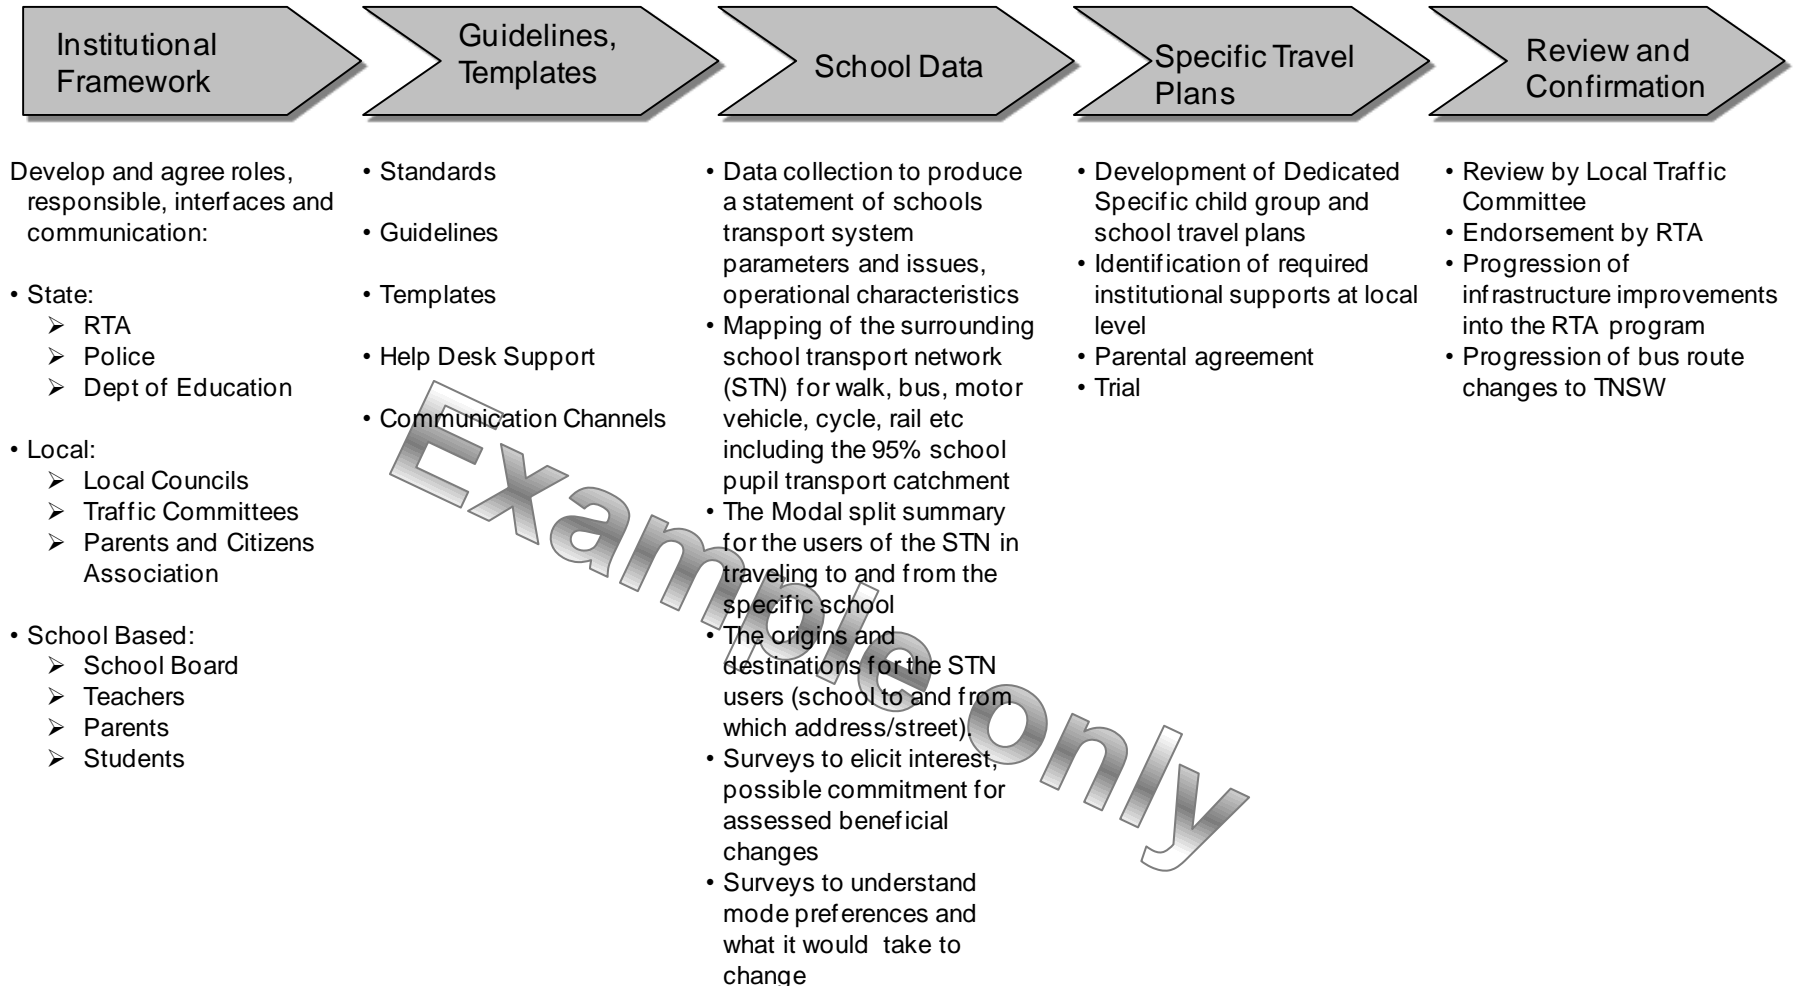 Institutional
Framework
Guidelines,
Templates
School Data
Specific Travel
Plans
Review and
Confirmation
Develop and agree roles,
responsible, interfaces and
communication:
• State:
➢ RTA
➢ Police
➢ Dept of Education
• Local:
➢ Local Councils
➢ Traffic Committees
➢ Parents and Citizens
Association
• School Based:
➢ School Board
➢ Teachers
➢ Parents
➢ Students
• Standards
• Guidelines
• Templates
• Help Desk Support
• Communication Channels
• Data collection to produce
a statement of schools
transport system
parameters and issues,
operational characteristics
• Mapping of the surrounding
school transport network
(STN) for walk, bus, motor
vehicle, cycle, rail etc
including the 95% school
pupil transport catchment
• The Modal split summary
for the users of the STN in
traveling to and from the
specific school
• The origins and
destinations for the STN
users (school to and from
which address/street).
• Surveys to elicit interest,
possible commitment for
assessed beneficial
changes
• Surveys to understand
mode preferences and
what it would take to
change
• Development of Dedicated
Specific child group and
school travel plans
• Identification of required
institutional supports at local
level
• Parental agreement
• Trial
• Review by Local Traffic
Committee
• Endorsement by RTA
• Progression of
infrastructure improvements
into the RTA program
• Progression of bus route
changes to TNSW
Example only